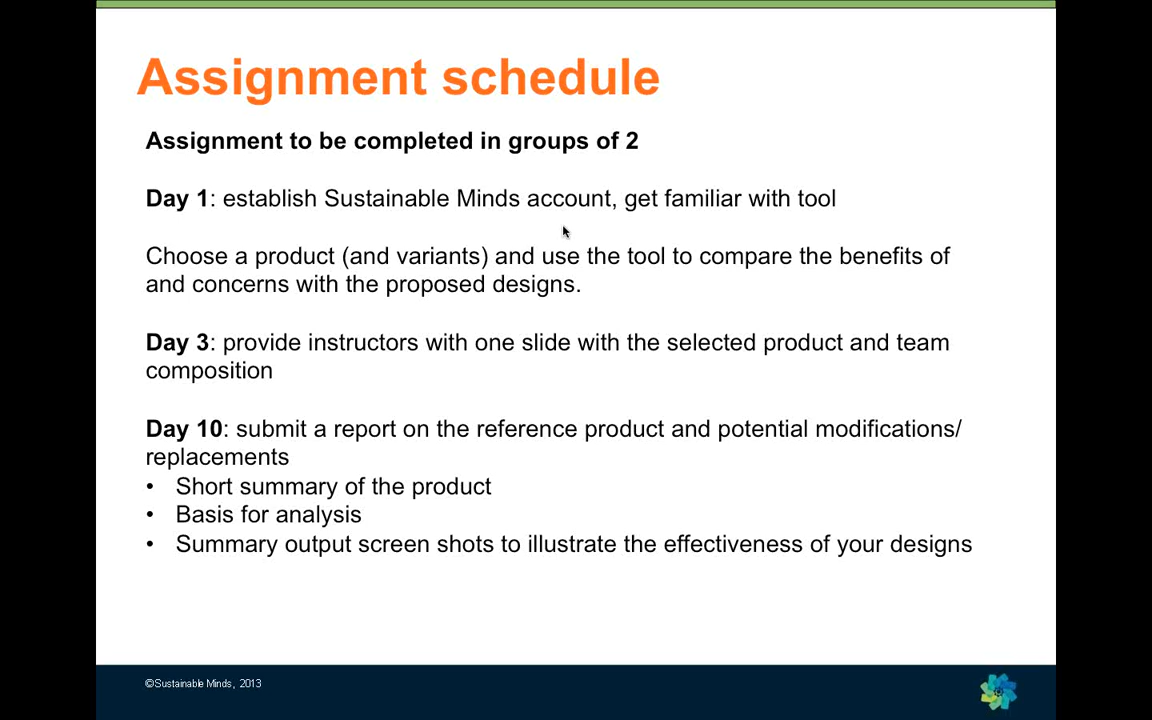 Assignment schedule
Assignment to be completed in groups of 2
Day 1: establish Sustainable Minds account, get familiar with tool
Choose a product (and variants) and use the tool to compare the benefits of
and concerns with the proposed designs.
Day 3: provide instructors with one slide with the selected product and team
composition
Day 10: submit a report on the reference product and potential modifications/
replacements
• Short summary of the product
• Basis for analysis
• Summary output screen shots to illustrate the effectiveness of your designs
©Sustainable Minds, 2013